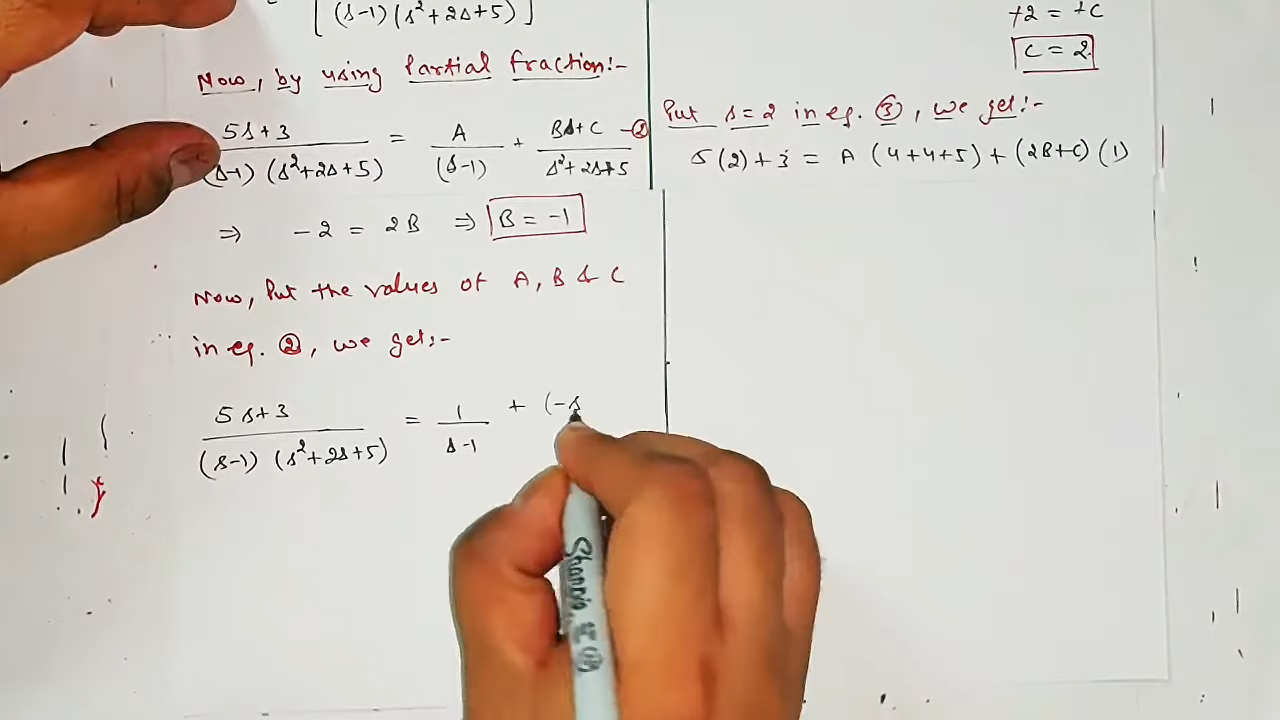 [(s-1)(s²+2s+5)]
Now, by using Partial fraction:-
5s+3 / (s-1)(s²+2s+5) = A / (s-1) + Bs+C / s²+2s+5 -②
⇒ -2 = 2B ⇒ B = -1
Now, Put the values of A, B & C
in eq. ②, we get:-
5s+3 / (s-1)(s²+2s+5) = 1 / s-1 + (-s
+2 = +C
C = 2
Put s=2 in eq. ③, we get:-
5(2)+3 = A(4+4+5)+(2B+C)(1)
Sharpie